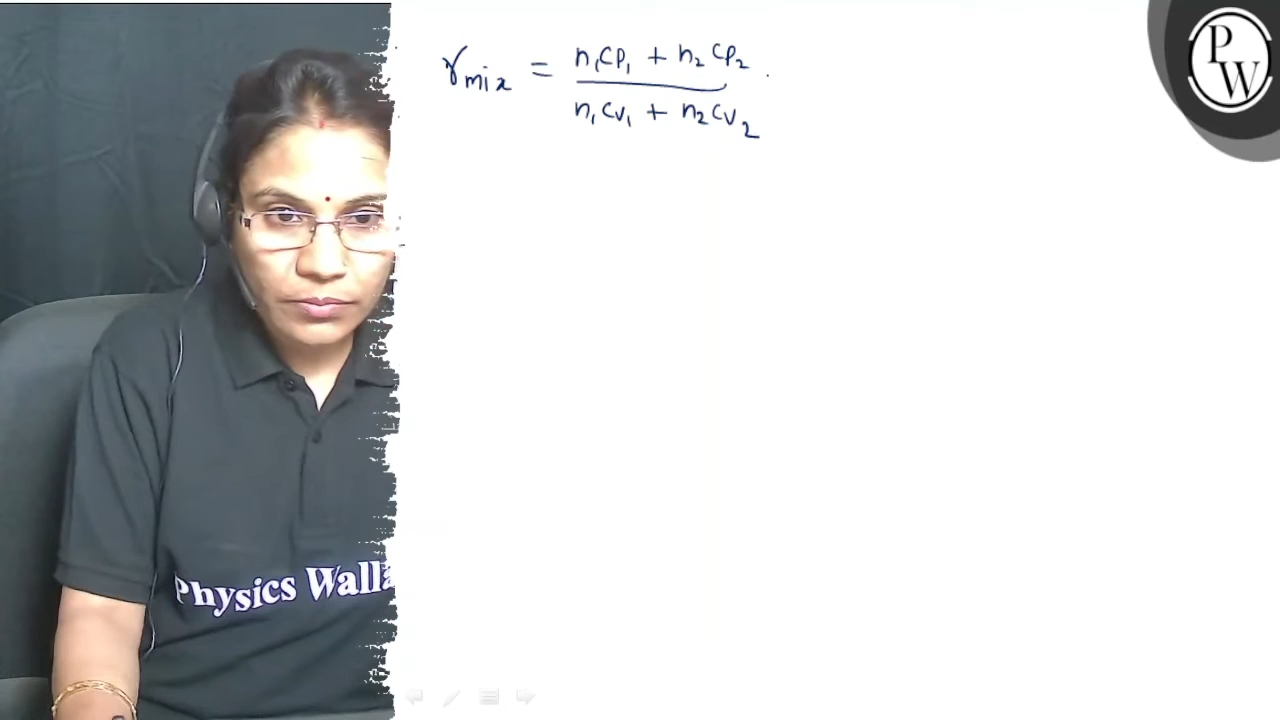 γmix = n₁Cp₁ + n₂Cp₂ / n₁Cv₁ + n₂Cv₂
PW
Physics Walla